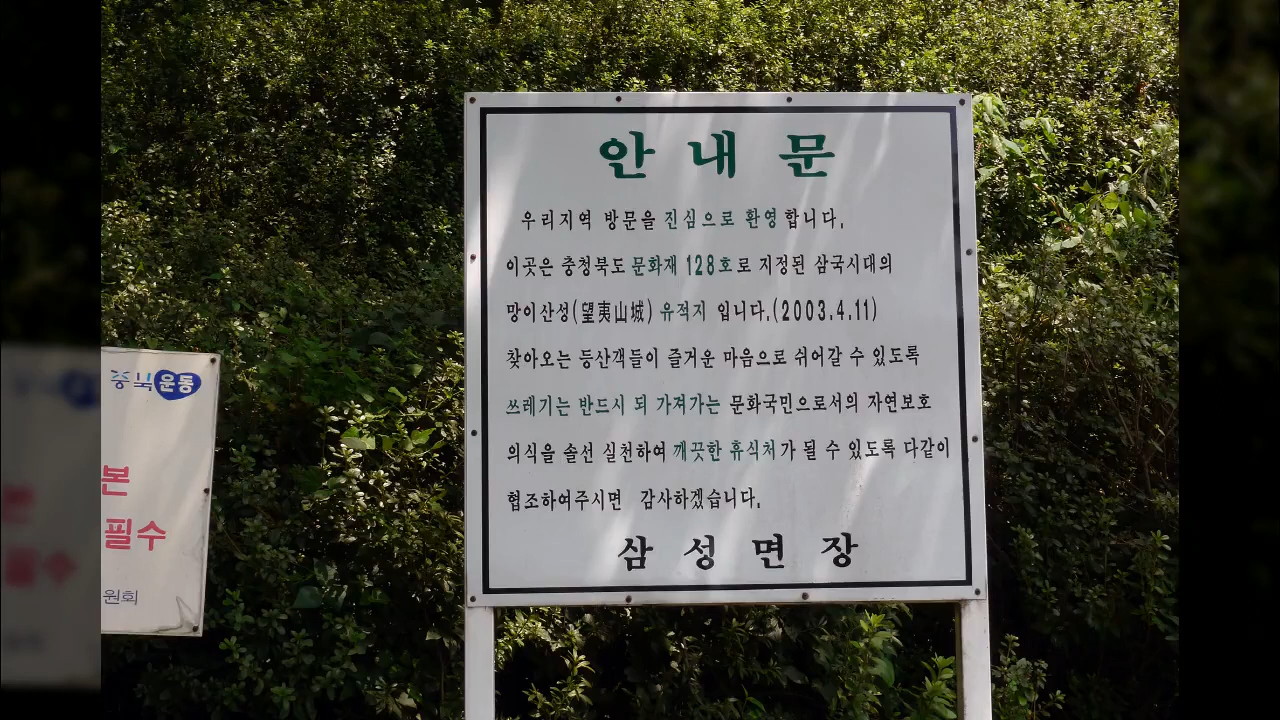 안내문
우리지역 방문을 진심으로 환영합니다.
이곳은 충청북도 문화재 128호로 지정된 삼국시대의
망이산성(望夷山城) 유적지 입니다.(2003.4.11)
찾아오는 등산객들이 즐거운 마음으로 쉬어갈 수 있도록
쓰레기는 반드시 되 가져가는 문화국민으로서의 자연보호
의식을 솔선 실천하여 깨끗한 휴식처가 될 수 있도록 다같이
협조하여주시면 감사하겠습니다.
삼성면장
운동
본
필수
원회